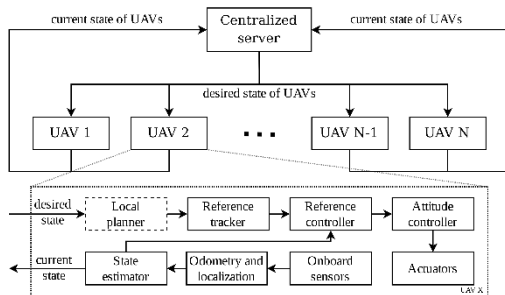 current state of UAVs
Centralized
server
current state of UAVs
desired state of UAVs
UAV 1
UAV 2
UAV N-1
UAV N
desired
state
Local
planner
Reference
tracker
Reference
controller
Attitude
controller
current
state
State
estimator
Odometry and
localization
Onboard
sensors
Actuators
UAV X